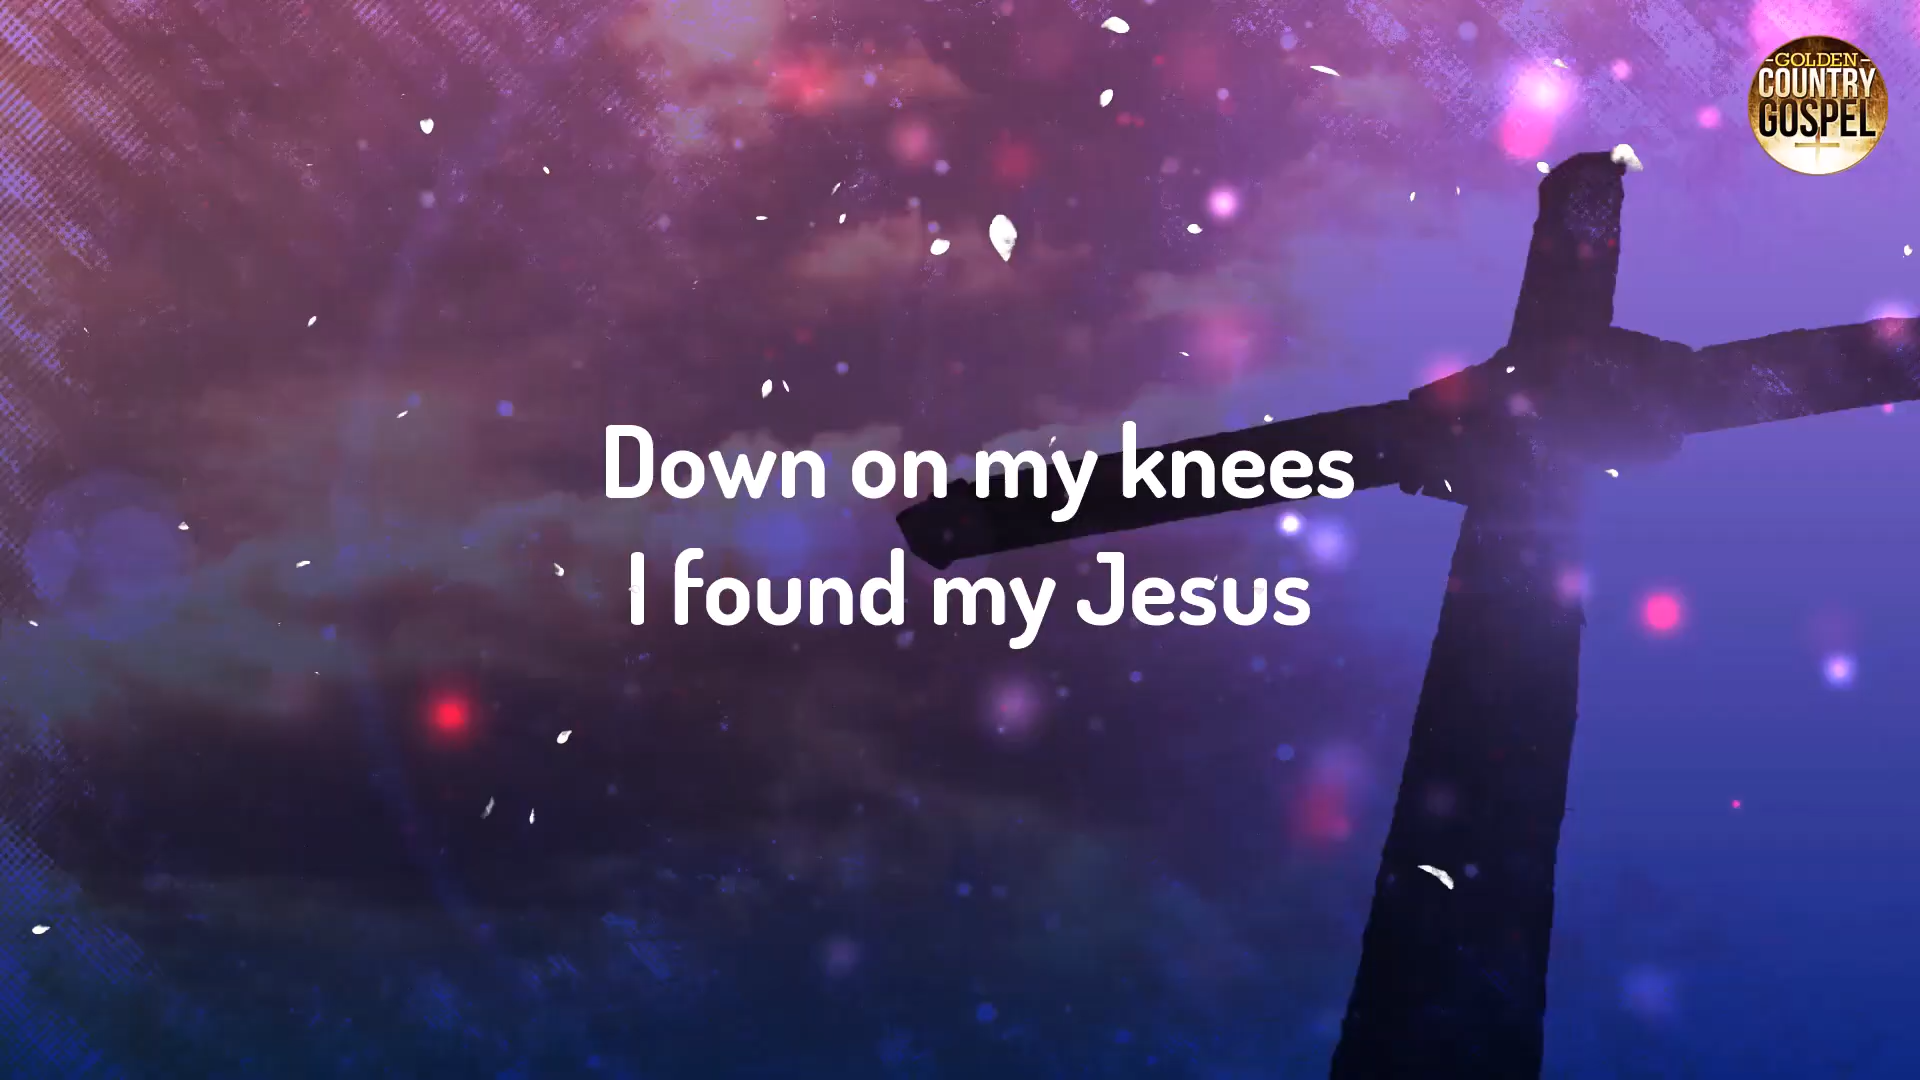 GOLDEN
COUNTRY
GOSPEL
Down on my knees
I found my Jesus